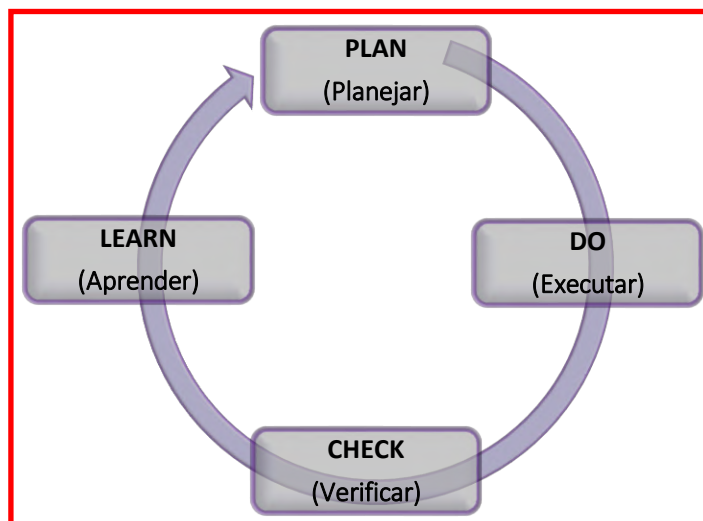 PLAN
(Planejar)
LEARN
(Aprender)
DO
(Executar)
CHECK
(Verificar)